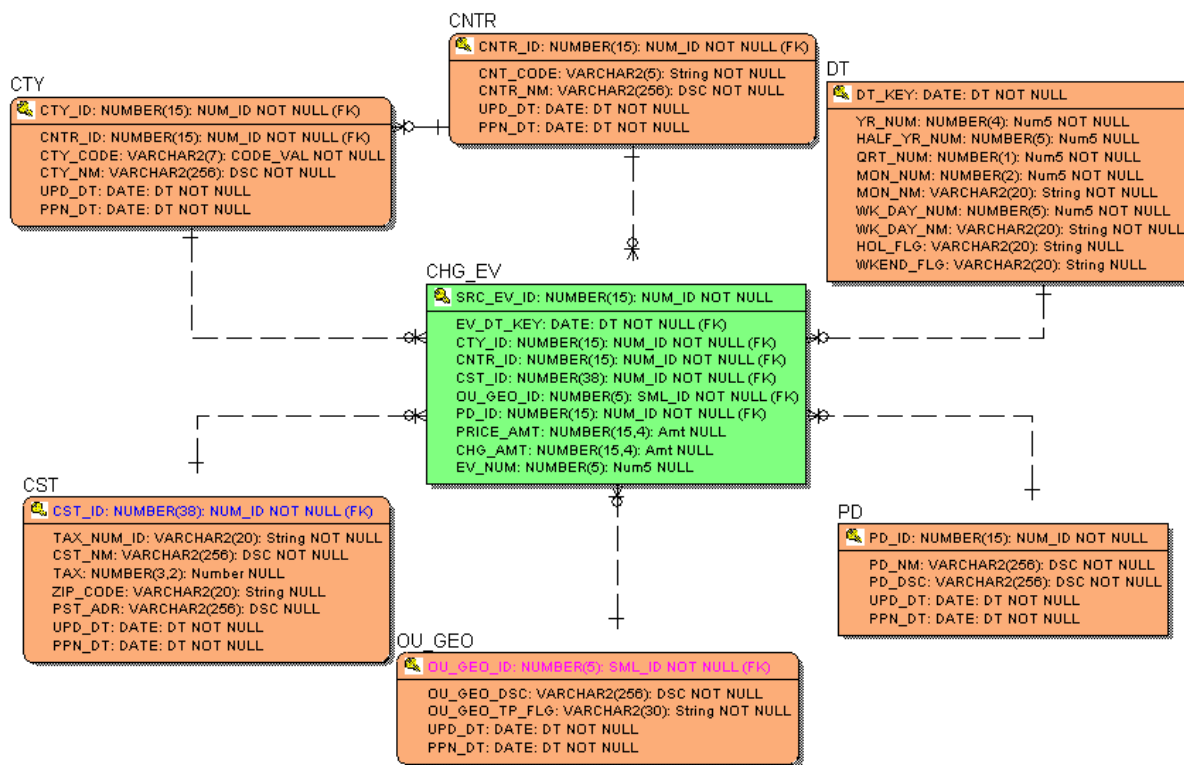 CNTR
CNTR_ID: NUMBER(15): NUM_ID NOT NULL (FK)
CNT_CODE: VARCHAR2(5): String NOT NULL
CNTR_NM: VARCHAR2(256): DSC NOT NULL
UPD_DT: DATE: DT NOT NULL
PPN_DT: DATE: DT NOT NULL
CTY
CTY_ID: NUMBER(15): NUM_ID NOT NULL (FK)
CNTR_ID: NUMBER(15): NUM_ID NOT NULL (FK)
CTY_CODE: VARCHAR2(7): CODE_VAL NOT NULL
CTY_NM: VARCHAR2(256): DSC NOT NULL
UPD_DT: DATE: DT NOT NULL
PPN_DT: DATE: DT NOT NULL
DT
DT_KEY: DATE: DT NOT NULL
YR_NUM: NUMBER(4): Num5 NOT NULL
HALF_YR_NUM: NUMBER(5): Num5 NOT NULL
QRT_NUM: NUMBER(1): Num5 NOT NULL
MON_NUM: NUMBER(2): Num5 NOT NULL
MON_NM: VARCHAR2(20): String NOT NULL
WK_DAY_NUM: NUMBER(5): Num5 NOT NULL
WK_DAY_NM: VARCHAR2(20): String NOT NULL
HOL_FLG: VARCHAR2(20): String NULL
WKEND_FLG: VARCHAR2(20): String NULL
CHG_EV
SRC_EV_ID: NUMBER(15): NUM_ID NOT NULL
EV_DT_KEY: DATE: DT NOT NULL (FK)
CTY_ID: NUMBER(15): NUM_ID NOT NULL (FK)
CNTR_ID: NUMBER(15): NUM_ID NOT NULL (FK)
CST_ID: NUMBER(38): NUM_ID NOT NULL (FK)
OU_GEO_ID: NUMBER(5): SML_ID NOT NULL (FK)
PD_ID: NUMBER(15): NUM_ID NOT NULL (FK)
PRICE_AMT: NUMBER(15,4): Amt NULL
CHG_AMT: NUMBER(15,4): Amt NULL
EV_NUM: NUMBER(5): Num5 NULL
CST
CST_ID: NUMBER(38): NUM_ID NOT NULL (FK)
TAX_NUM_ID: VARCHAR2(20): String NOT NULL
CST_NM: VARCHAR2(256): DSC NOT NULL
TAX: NUMBER(3,2): Number NULL
ZIP_CODE: VARCHAR2(20): String NULL
PST_ADR: VARCHAR2(256): DSC NULL
UPD_DT: DATE: DT NOT NULL
PPN_DT: DATE: DT NOT NULL
PD
PD_ID: NUMBER(15): NUM_ID NOT NULL
PD_NM: VARCHAR2(256): DSC NOT NULL
PD_DSC: VARCHAR2(256): DSC NOT NULL
UPD_DT: DATE: DT NOT NULL
PPN_DT: DATE: DT NOT NULL
OU_GEO
OU_GEO_ID: NUMBER(5): SML_ID NOT NULL (FK)
OU_GEO_DSC: VARCHAR2(256): DSC NOT NULL
OU_GEO_TP_FLG: VARCHAR2(30): String NOT NULL
UPD_DT: DATE: DT NOT NULL
PPN_DT: DATE: DT NOT NULL